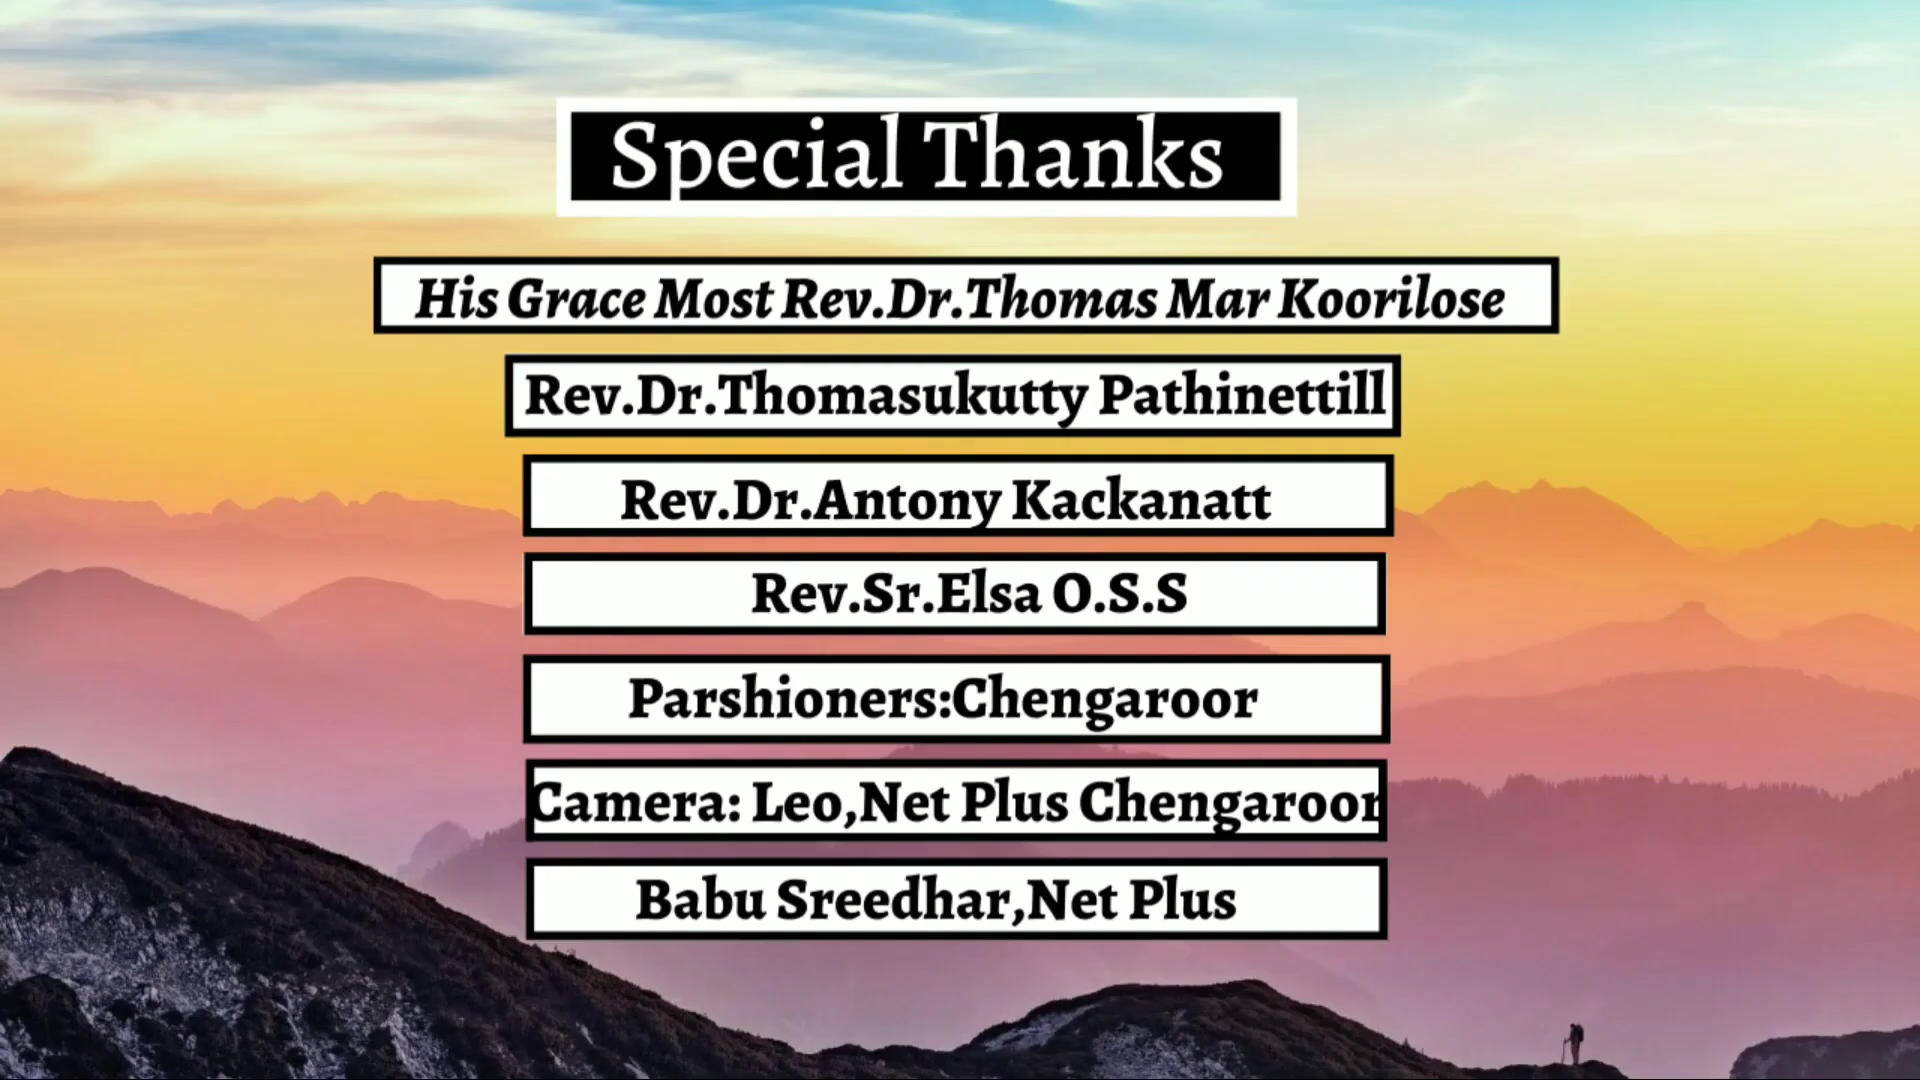 Special Thanks
His Grace Most Rev.Dr.Thomas Mar Koorilose
Rev.Dr.Thomasukutty Pathinettill
Rev.Dr.Antony Kackanatt
Rev.Sr.Elsa O.S.S
Parshioners:Chengaroor
Camera: Leo,Net Plus Chengaroor
Babu Sreedhar,Net Plus